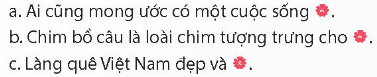 a. Ai cũng mong ước có một cuộc sống .
b. Chim bồ câu là loài chim tượng trưng cho .
c. Làng quê Việt Nam đẹp và .